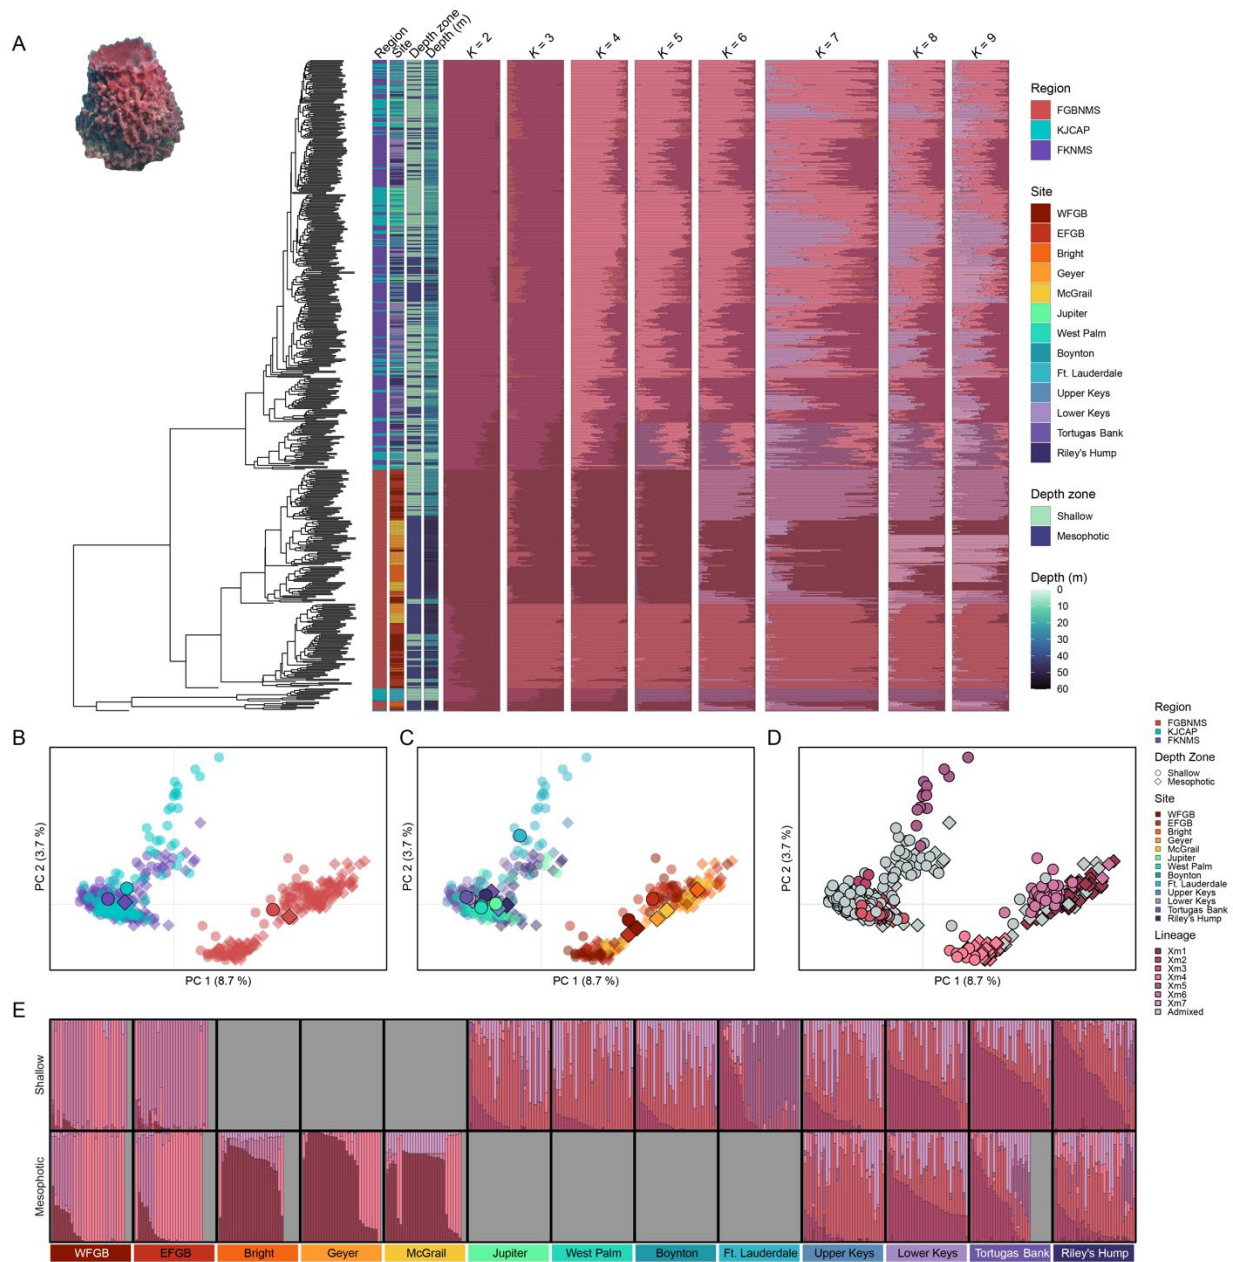 A
Region
Site
Depth zone
Depth (m)
K = 2
K = 3
K = 4
K = 5
K = 6
K = 7
K = 8
K = 9
Region
FGBNMS
KJCAP
FKNMS
Site
WFGB
EFGB
Bright
Geyer
McGrail
Jupiter
West Palm
Boynton
Ft. Lauderdale
Upper Keys
Lower Keys
Tortugas Bank
Riley's Hump
Depth zone
Shallow
Mesophotic
Depth (m)
0
10
20
30
40
50
60
B
PC 2 (3.7 %)
PC 1 (8.7 %)
C
PC 2 (3.7 %)
PC 1 (8.7 %)
D
PC 2 (3.7 %)
PC 1 (8.7 %)
Region
FGBNMS
KJCAP
FKNMS
Depth Zone
Shallow
Mesophotic
Site
WFGB
EFGB
Bright
Geyer
McGrail
Jupiter
West Palm
Boynton
Ft. Lauderdale
Upper Keys
Lower Keys
Tortugas Bank
Riley's Hump
Lineage
Xm1
Xm2
Xm3
Xm4
Xm5
Xm6
Xm7
Admixed
E
Shallow
Mesophotic
WFGB
EFGB
Bright
Geyer
McGrail
Jupiter
West Palm
Boynton
Ft. Lauderdale
Upper Keys
Lower Keys
Tortugas Bank
Riley's Hump